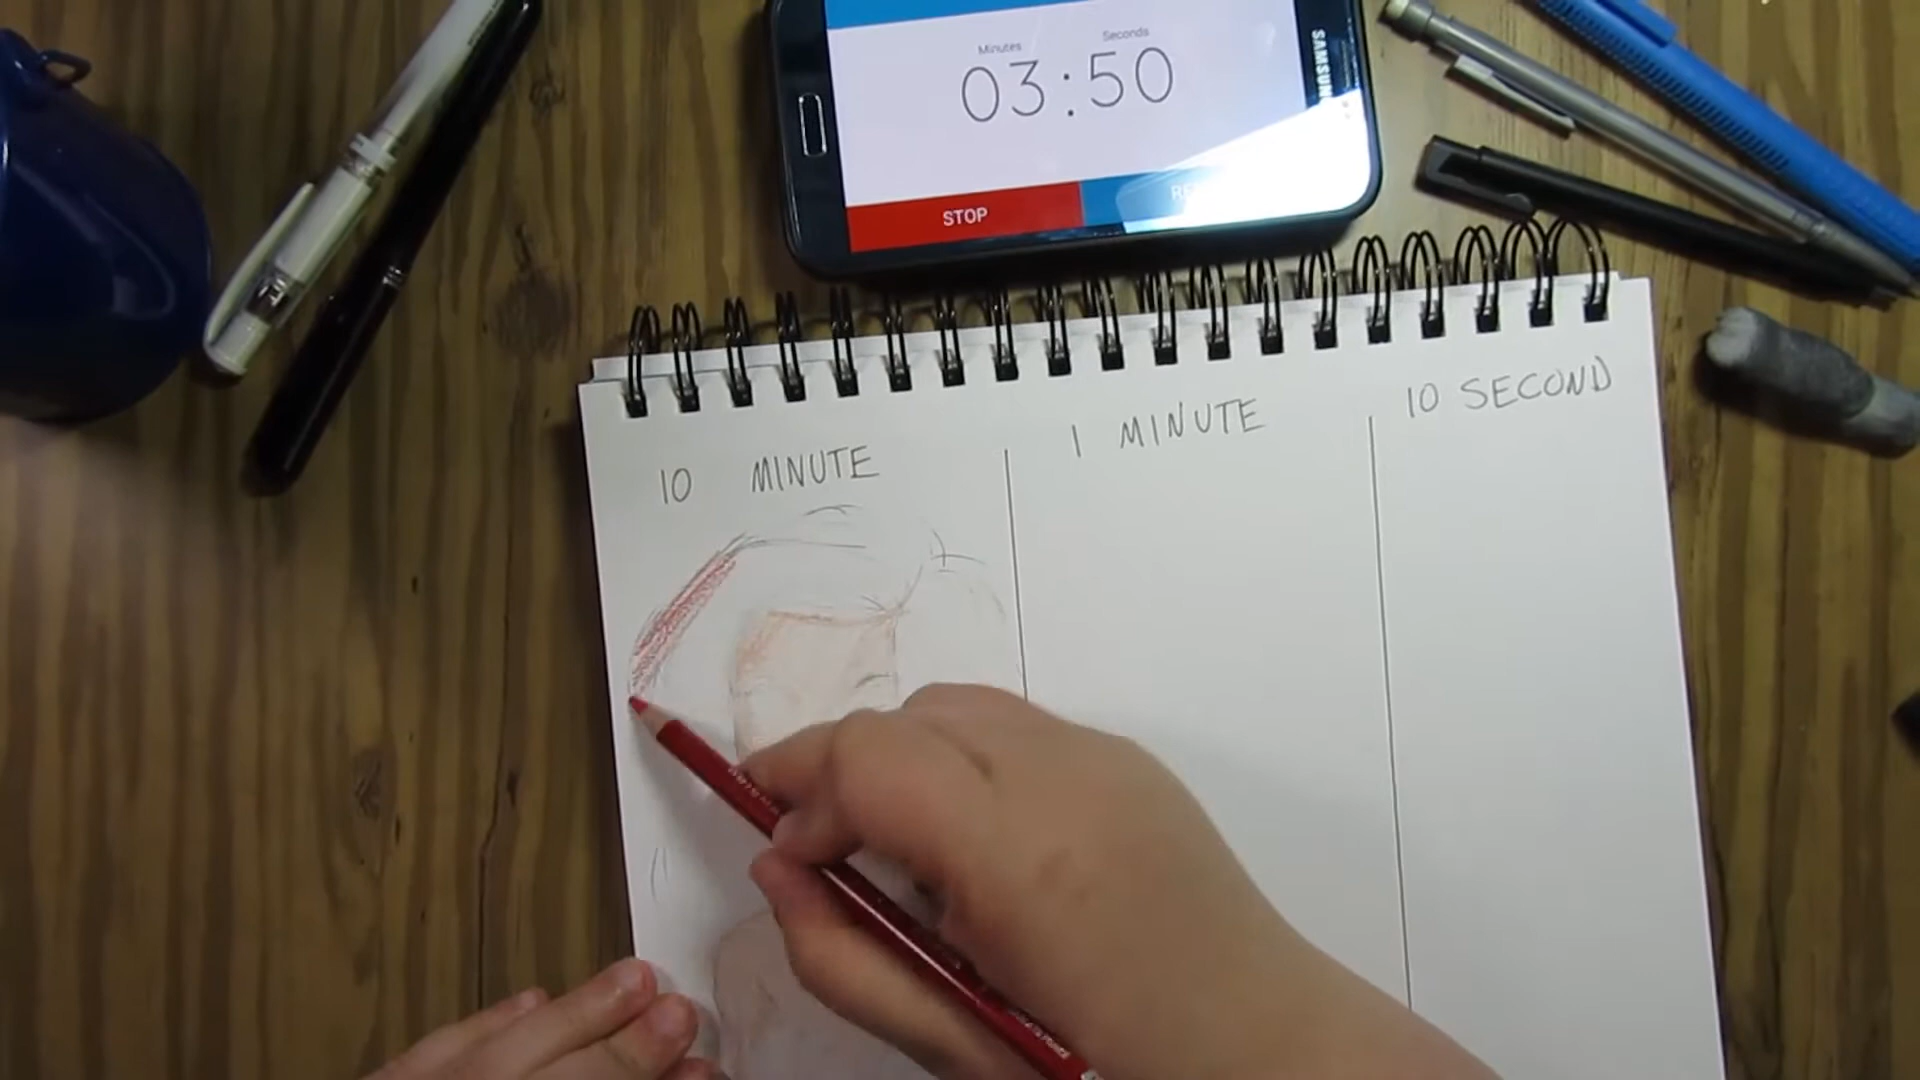 Minutes Seconds
03:50
STOP
SAMSUNG
10 MINUTE
1 MINUTE
10 SECOND